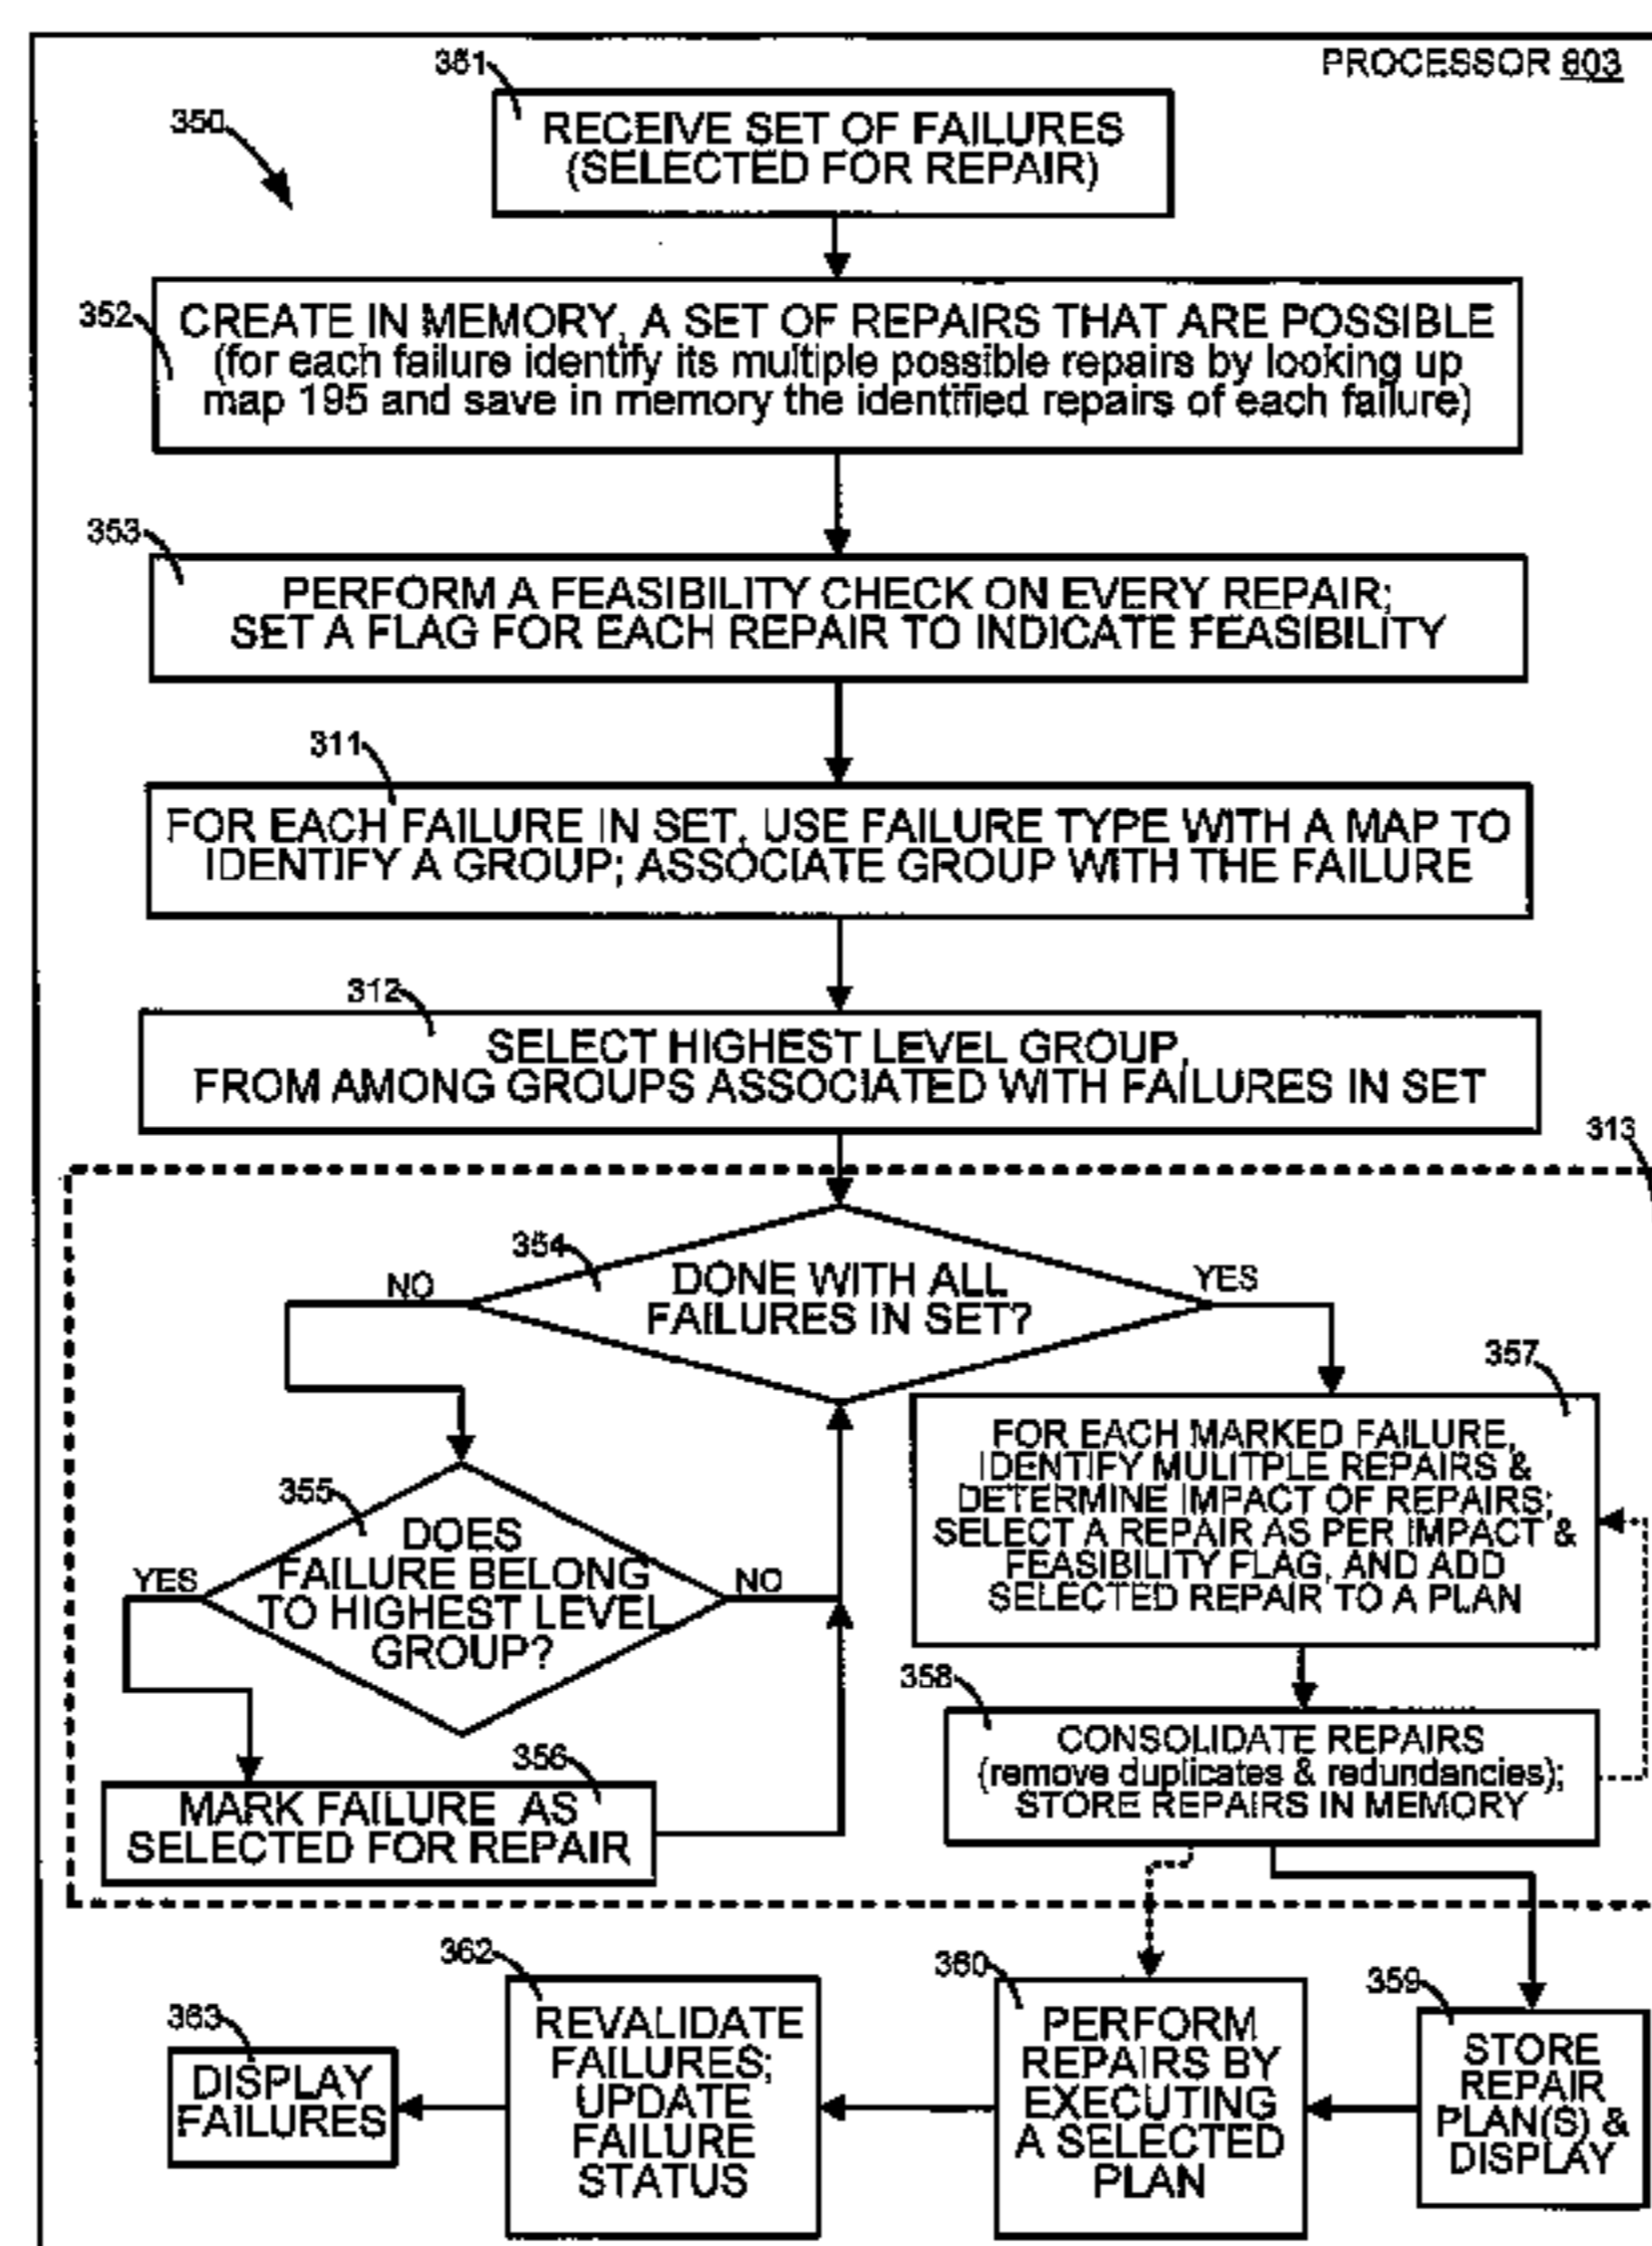 PROCESSOR 803
351
350
RECEIVE SET OF FAILURES
(SELECTED FOR REPAIR)
352
CREATE IN MEMORY, A SET OF REPAIRS THAT ARE POSSIBLE
(for each failure identify its multiple possible repairs by looking up
map 195 and save in memory the identified repairs of each failure)
353
PERFORM A FEASIBILITY CHECK ON EVERY REPAIR;
SET A FLAG FOR EACH REPAIR TO INDICATE FEASIBILITY
311
FOR EACH FAILURE IN SET, USE FAILURE TYPE WITH A MAP TO
IDENTIFY A GROUP; ASSOCIATE GROUP WITH THE FAILURE
312
SELECT HIGHEST LEVEL GROUP,
FROM AMONG GROUPS ASSOCIATED WITH FAILURES IN SET
313
354
NO
DONE WITH ALL
FAILURES IN SET?
YES
355
YES
DOES
FAILURE BELONG
TO HIGHEST LEVEL
GROUP?
NO
356
MARK FAILURE AS
SELECTED FOR REPAIR
357
FOR EACH MARKED FAILURE,
IDENTIFY MULITPLE REPAIRS &
DETERMINE IMPACT OF REPAIRS;
SELECT A REPAIR AS PER IMPACT &
FEASIBILITY FLAG, AND ADD
SELECTED REPAIR TO A PLAN
358
CONSOLIDATE REPAIRS
(remove duplicates & redundancies);
STORE REPAIRS IN MEMORY
359
STORE
REPAIR
PLAN(S) &
DISPLAY
360
PERFORM
REPAIRS BY
EXECUTING
A SELECTED
PLAN
362
REVALIDATE
FAILURES;
UPDATE
FAILURE
STATUS
363
DISPLAY
FAILURES